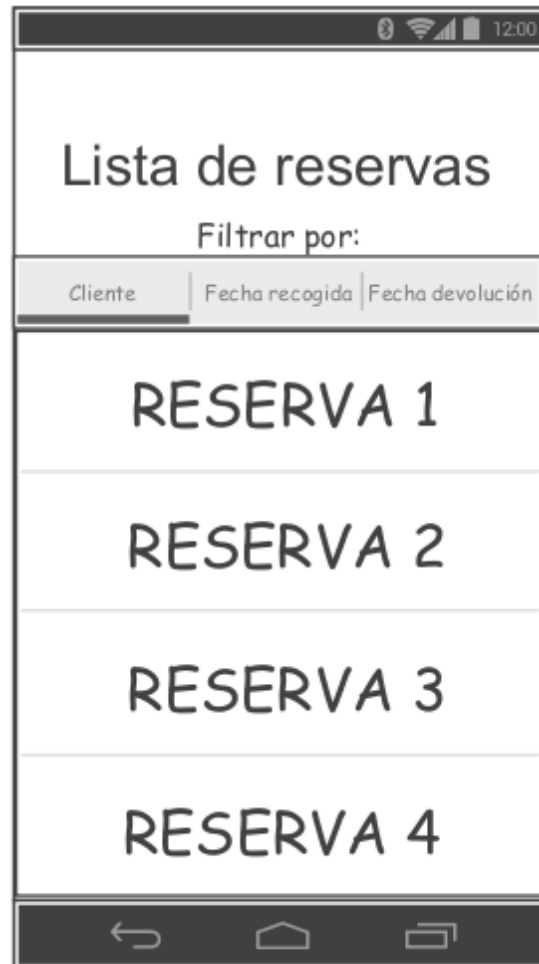 12:00
Lista de reservas
Filtrar por:
Cliente Fecha recogida Fecha devolución
RESERVA 1
RESERVA 2
RESERVA 3
RESERVA 4